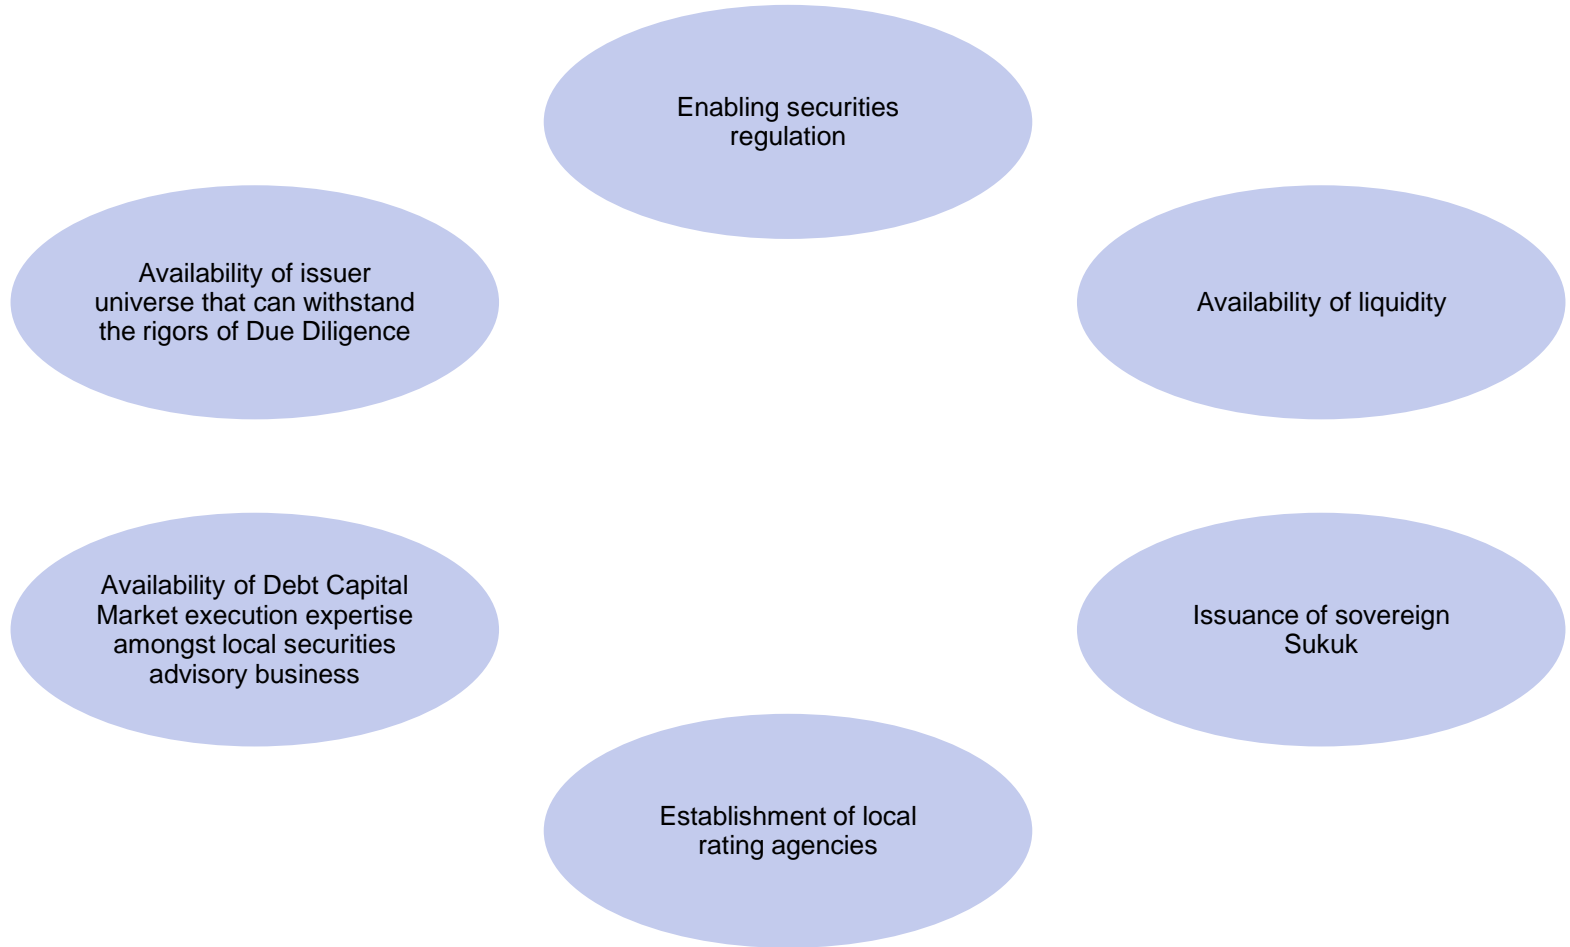 Enabling securities
regulation
Availability of issuer
universe that can withstand
the rigors of Due Diligence
Availability of liquidity
Availability of Debt Capital
Market execution expertise
amongst local securities
advisory business
Issuance of sovereign
Sukuk
Establishment of local
rating agencies